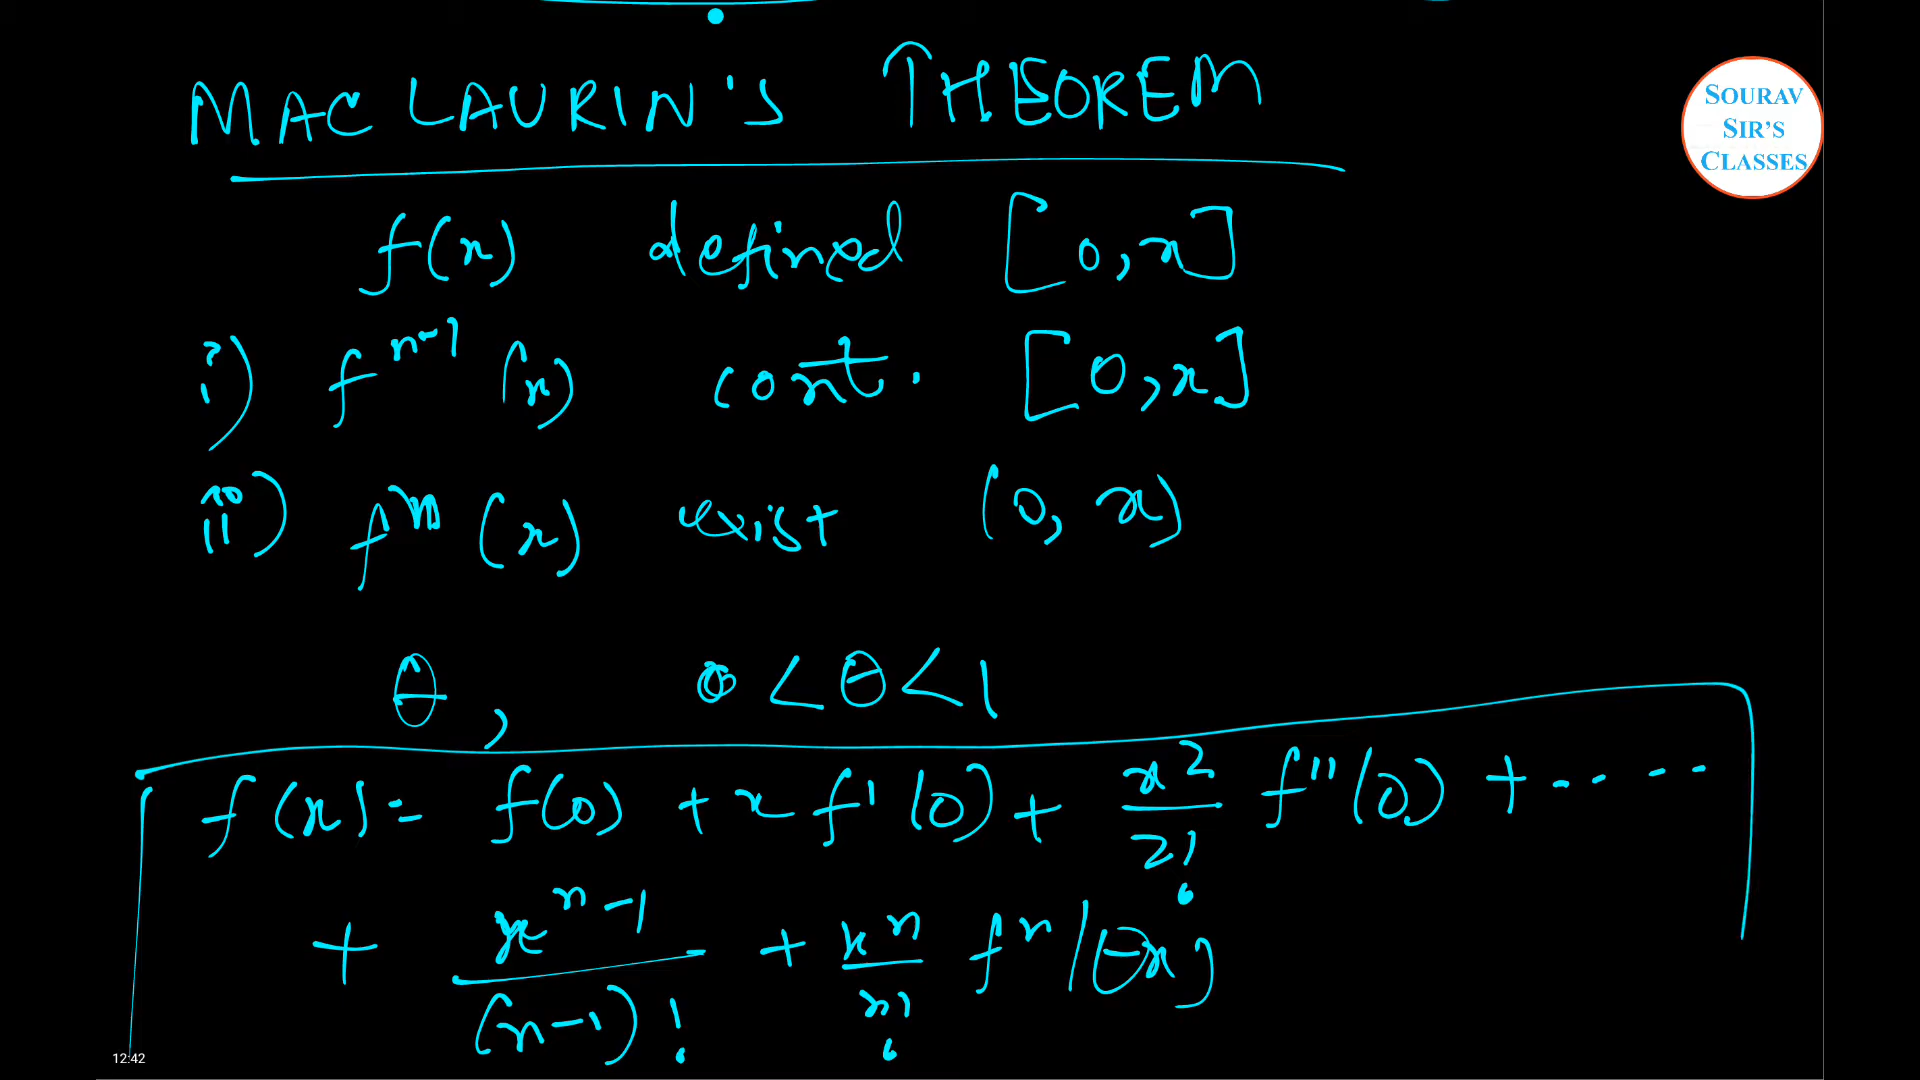 MACLAURIN'S THEOREM
SOURAV
SIR'S
CLASSES
f(x) defined [0,x]
i) f^{n-1}(x) cont. [0,x]
ii) f^n(x) exist (0,x)
θ, 0<θ<1
f(x) = f(0) + x f'(0) + x^2/2! f''(0) + .....
+ x^{n-1}/(n-1)! + x^n/n! f^n(θx)
12:42